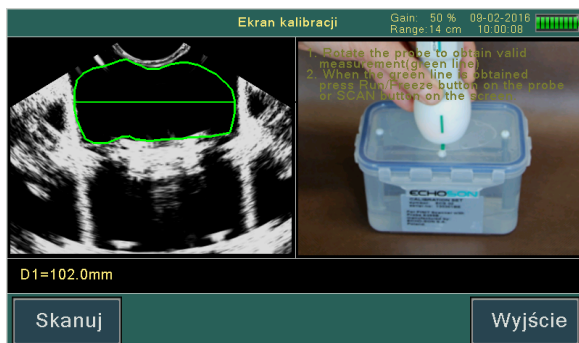 Ekran kalibracji
Gain: 50 % 09-02-2016
Range:14 cm 10:00:08
1. Rotate the probe to obtain valid
measurement(green line)
2. When the green line is obtained
press Run/Freeze button on the probe
or SCAN button on the screen
ECHOSON
CALIBRATION SET
D1=102.0mm
Skanuj
Wyjście